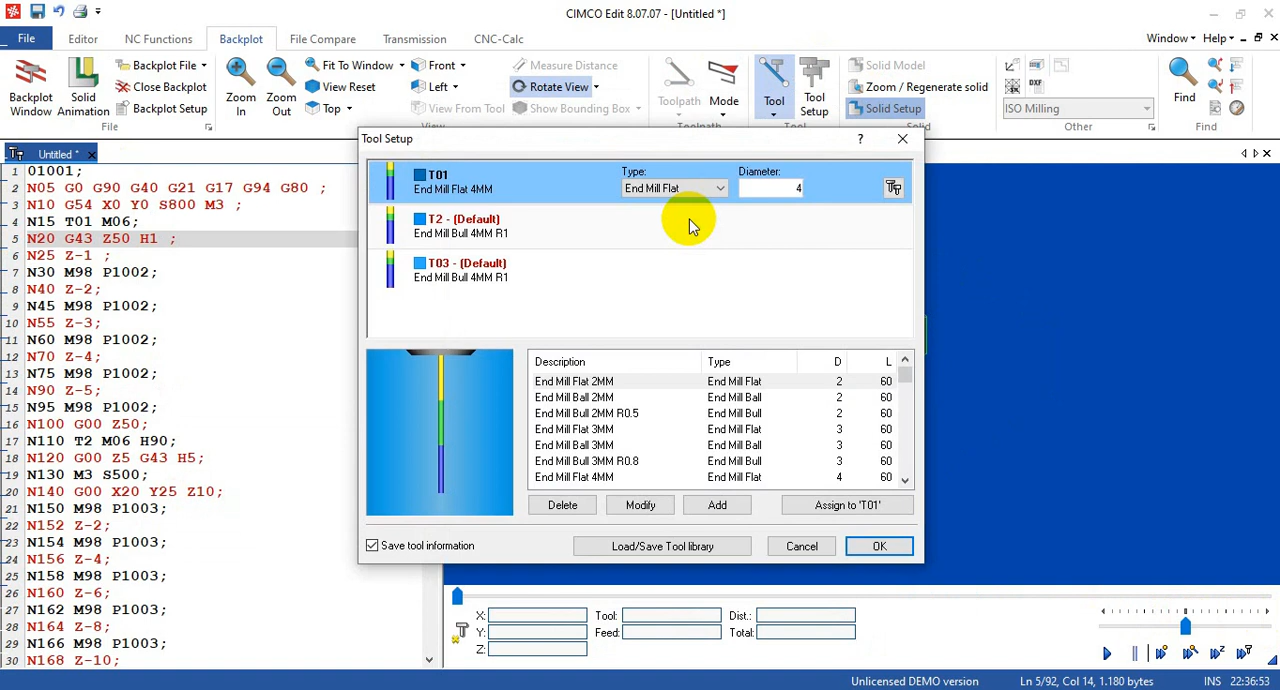 CIMCO Edit 8.07.07 - [Untitled *]
File Editor NC Functions Backplot File Compare Transmission CNC-Calc Window Help
Backplot Window
Solid Animation
Backplot File
Close Backplot
Backplot Setup
File
Zoom In
Zoom Out
Fit To Window
View Reset
Top
Front
Left
View From Tool
View
Measure Distance
Rotate View
Show Bounding Box
Toolpath
Mode
Toolpath
Tool
Tool Setup
Tool
Solid Model
Zoom / Regenerate solid
Solid Setup
Solid
DXF
ISO Milling
Other
Find
Find
Untitled *
1 O1001;
2 N05 G0 G90 G40 G21 G17 G94 G80 ;
3 N10 G54 X0 Y0 S800 M3 ;
4 N15 T01 M06;
5 N20 G43 Z50 H1 ;
6 N25 Z-1 ;
7 N30 M98 P1002;
8 N40 Z-2;
9 N45 M98 P1002;
10 N55 Z-3;
11 N60 M98 P1002;
12 N70 Z-4;
13 N75 M98 P1002;
14 N90 Z-5;
15 N95 M98 P1002;
16 N100 G00 Z50;
17 N110 T2 M06 H90;
18 N120 G00 Z5 G43 H5;
19 N130 M3 S500;
20 N140 G00 X20 Y25 Z10;
21 N150 M98 P1003;
22 N152 Z-2;
23 N154 M98 P1003;
24 N156 Z-4;
25 N158 M98 P1003;
26 N160 Z-6;
27 N162 M98 P1003;
28 N164 Z-8;
29 N166 M98 P1003;
30 N168 Z-10;
Tool Setup ?
T01
End Mill Flat 4MM
Type:
End Mill Flat
Diameter:
4
T2 - (Default)
End Mill Bull 4MM R1
T03 - (Default)
End Mill Bull 4MM R1
Description Type D L
End Mill Flat 2MM End Mill Flat 2 60
End Mill Ball 2MM End Mill Ball 2 60
End Mill Bull 2MM R0.5 End Mill Bull 2 60
End Mill Flat 3MM End Mill Flat 3 60
End Mill Ball 3MM End Mill Ball 3 60
End Mill Bull 3MM R0.8 End Mill Bull 3 60
End Mill Flat 4MM End Mill Flat 4 60
Delete Modify Add Assign to 'T01'
Save tool information Load/Save Tool library Cancel OK
X: Tool: Dist.:
Y: Feed: Total:
Z:
Unlicensed DEMO version Ln 5/92, Col 14, 1.180 bytes INS 22:36:53